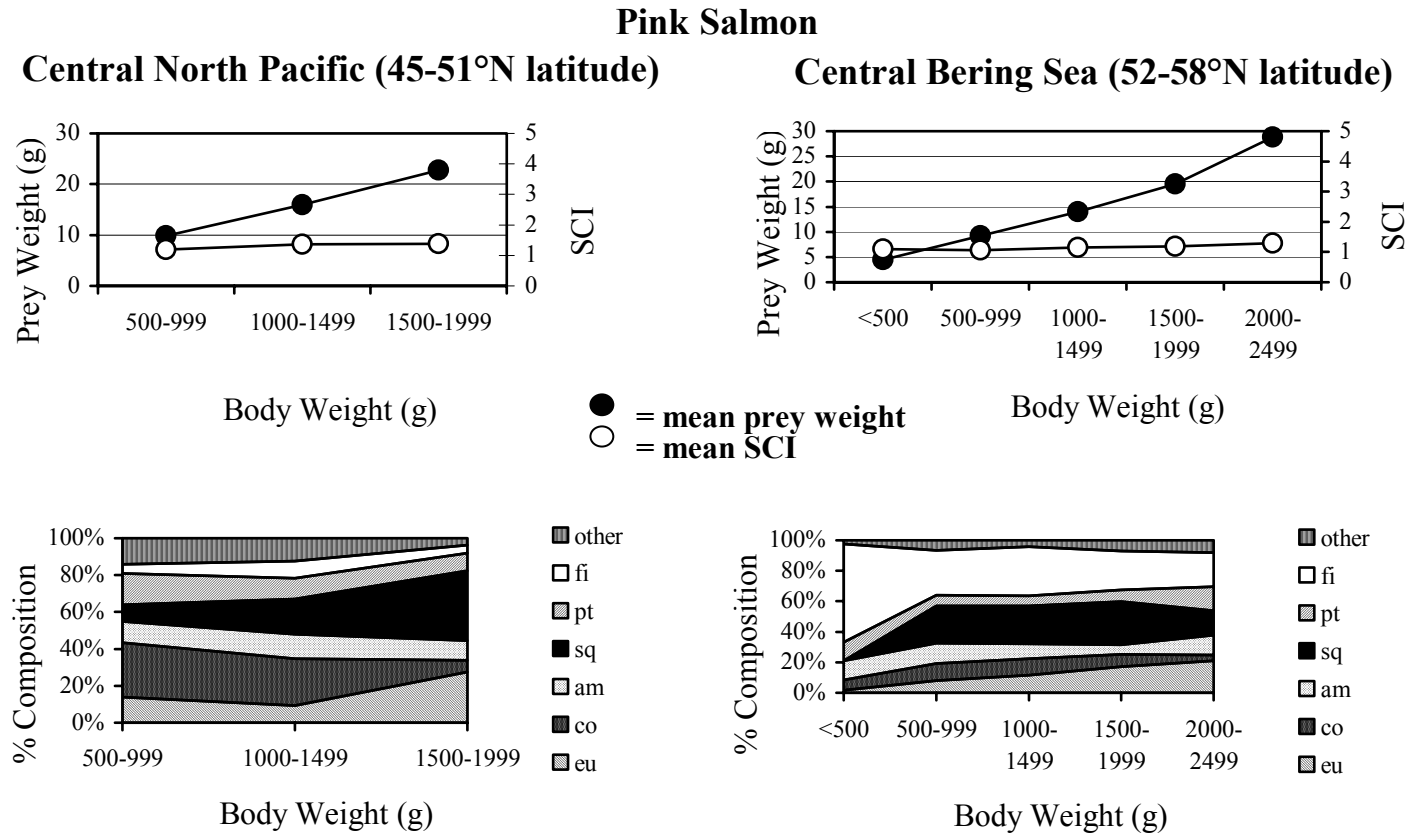 Pink Salmon
Central North Pacific (45-51°N latitude)
Central Bering Sea (52-58°N latitude)
Prey Weight (g)
30
20
10
0
5
4
3
2
1
0
SCI
500-999 1000-1499 1500-1999
Body Weight (g)
Prey Weight (g)
30
25
20
15
10
5
0
5
4
3
2
1
0
SCI
<500 500-999 1000- 1500- 2000-
1499 1999 2499
Body Weight (g)
= mean prey weight
= mean SCI
% Composition
100%
80%
60%
40%
20%
0%
500-999 1000-1499 1500-1999
Body Weight (g)
other
fi
pt
sq
am
co
eu
% Composition
100%
80%
60%
40%
20%
0%
<500 500-999 1000- 1500- 2000-
1499 1999 2499
Body Weight (g)
other
fi
pt
sq
am
co
eu